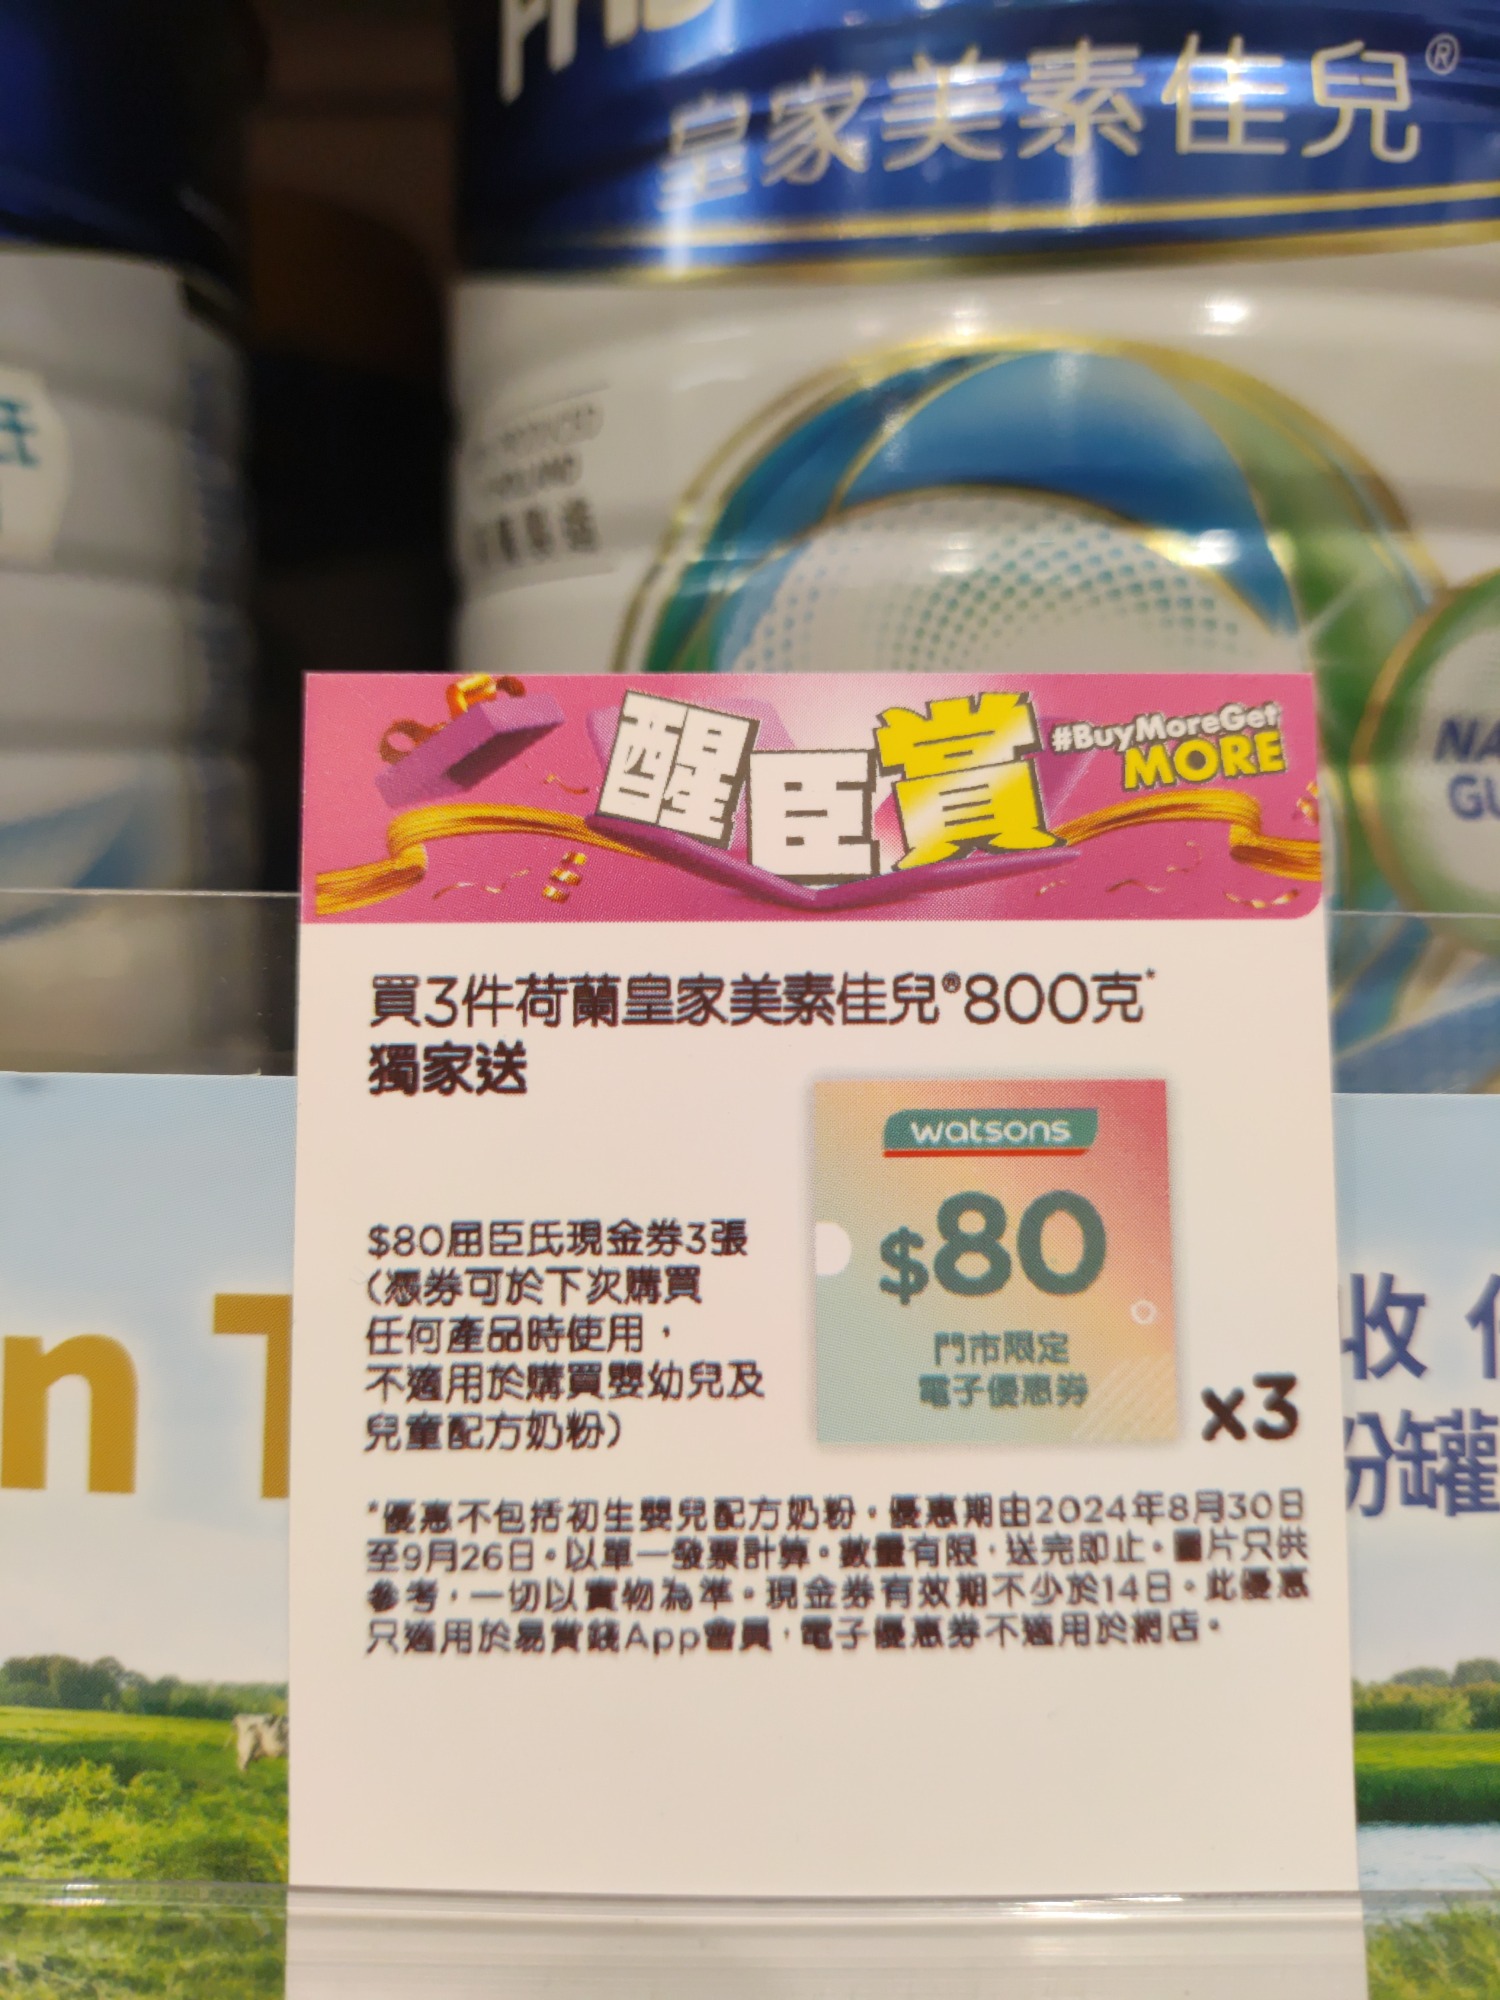 皇家美素佳兒®
NA
醒臣賞
#BuyMoreGet
MORE
買3件荷蘭皇家美素佳兒®800克*
獨家送
watsons
$80
門市限定
電子優惠券
x3
$80屈臣氏現金券3張
(憑券可於下次購買
任何產品時使用，
不適用於購買嬰幼兒及
兒童配方奶粉)
*優惠不包括初生嬰兒配方奶粉。優惠期由2024年8月30日
至9月26日。以單一發票計算。數量有限，送完即止。圖片只供
參考，一切以實物為準。現金券有效期不少於14日。此優惠
只適用於易賞錢App會員，電子優惠券不適用於網店。
n T
收
份罐